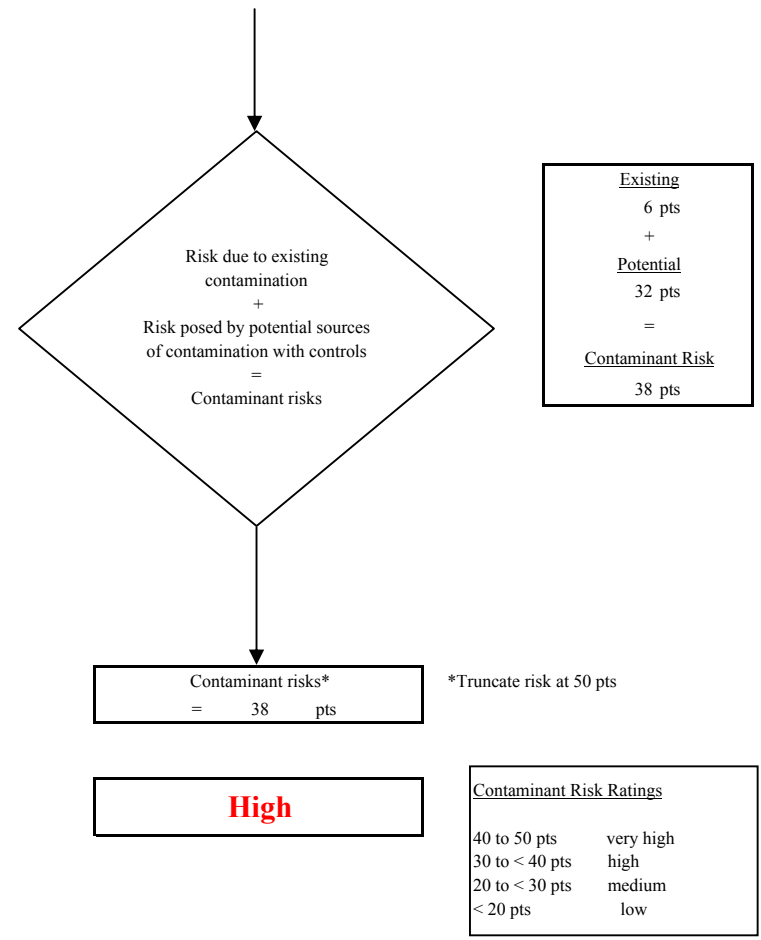 Risk due to existing
contamination
+
Risk posed by potential sources
of contamination with controls
=
Contaminant risks
Existing
6 pts
+
Potential
32 pts
=
Contaminant Risk
38 pts
Contaminant risks*
= 38 pts
*Truncate risk at 50 pts
High
Contaminant Risk Ratings
40 to 50 pts very high
30 to < 40 pts high
20 to < 30 pts medium
< 20 pts low